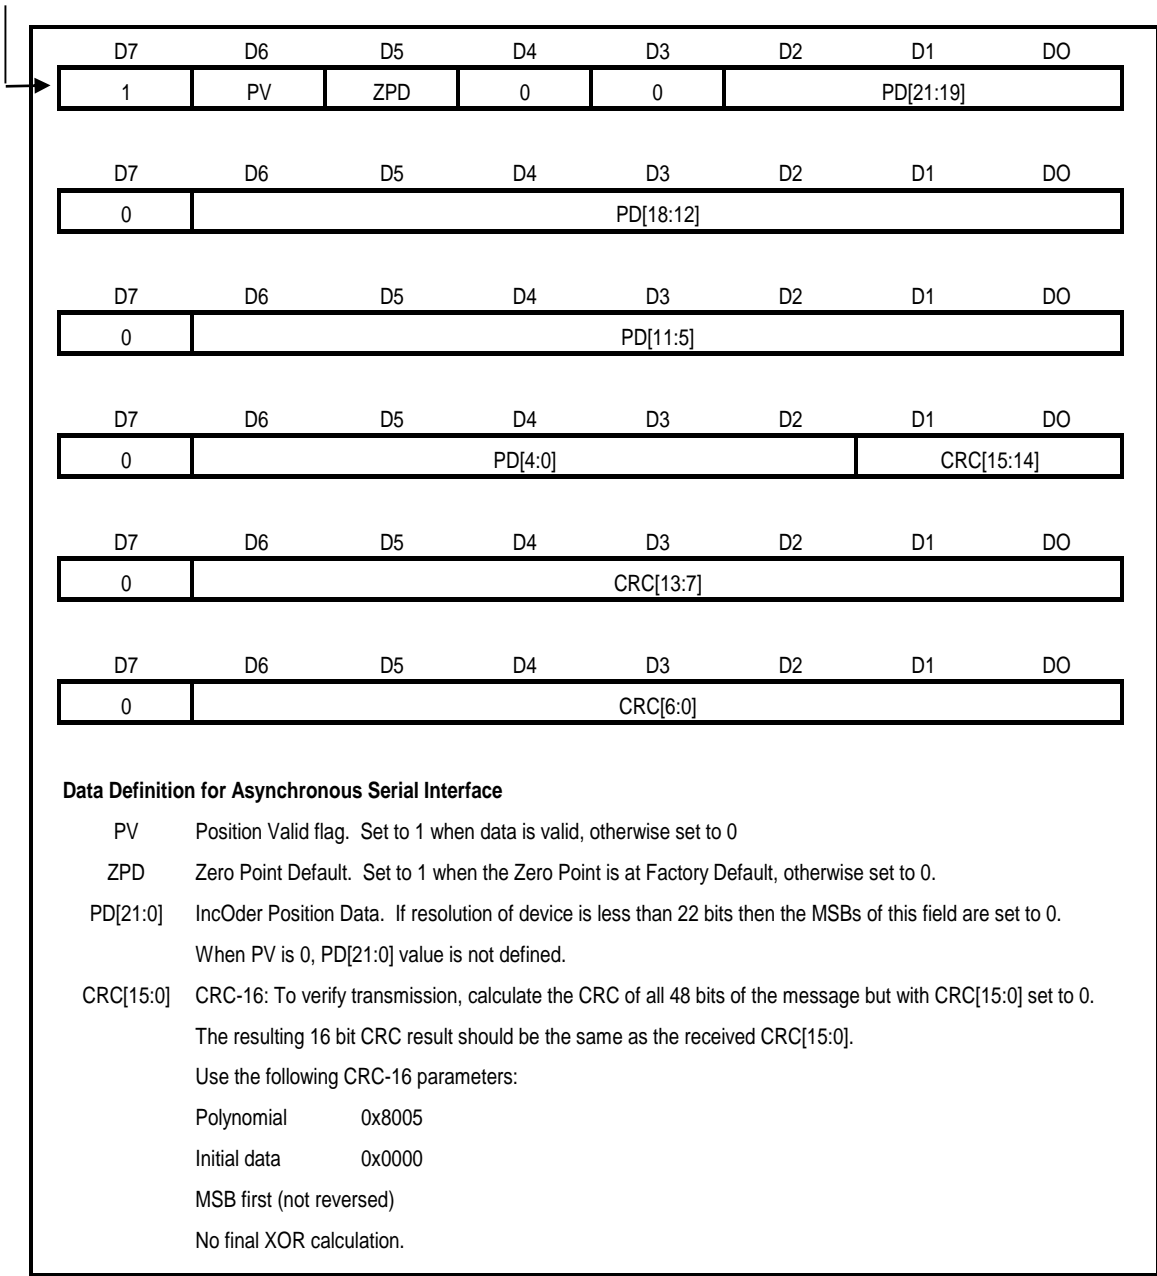 D7 D6 D5 D4 D3 D2 D1 DO
1 PV ZPD 0 0 PD[21:19]
D7 D6 D5 D4 D3 D2 D1 DO
0 PD[18:12]
D7 D6 D5 D4 D3 D2 D1 DO
0 PD[11:5]
D7 D6 D5 D4 D3 D2 D1 DO
0 PD[4:0] CRC[15:14]
D7 D6 D5 D4 D3 D2 D1 DO
0 CRC[13:7]
D7 D6 D5 D4 D3 D2 D1 DO
0 CRC[6:0]
Data Definition for Asynchronous Serial Interface
PV Position Valid flag. Set to 1 when data is valid, otherwise set to 0
ZPD Zero Point Default. Set to 1 when the Zero Point is at Factory Default, otherwise set to 0.
PD[21:0] IncOder Position Data. If resolution of device is less than 22 bits then the MSBs of this field are set to 0.
When PV is 0, PD[21:0] value is not defined.
CRC[15:0] CRC-16: To verify transmission, calculate the CRC of all 48 bits of the message but with CRC[15:0] set to 0.
The resulting 16 bit CRC result should be the same as the received CRC[15:0].
Use the following CRC-16 parameters:
Polynomial 0x8005
Initial data 0x0000
MSB first (not reversed)
No final XOR calculation.